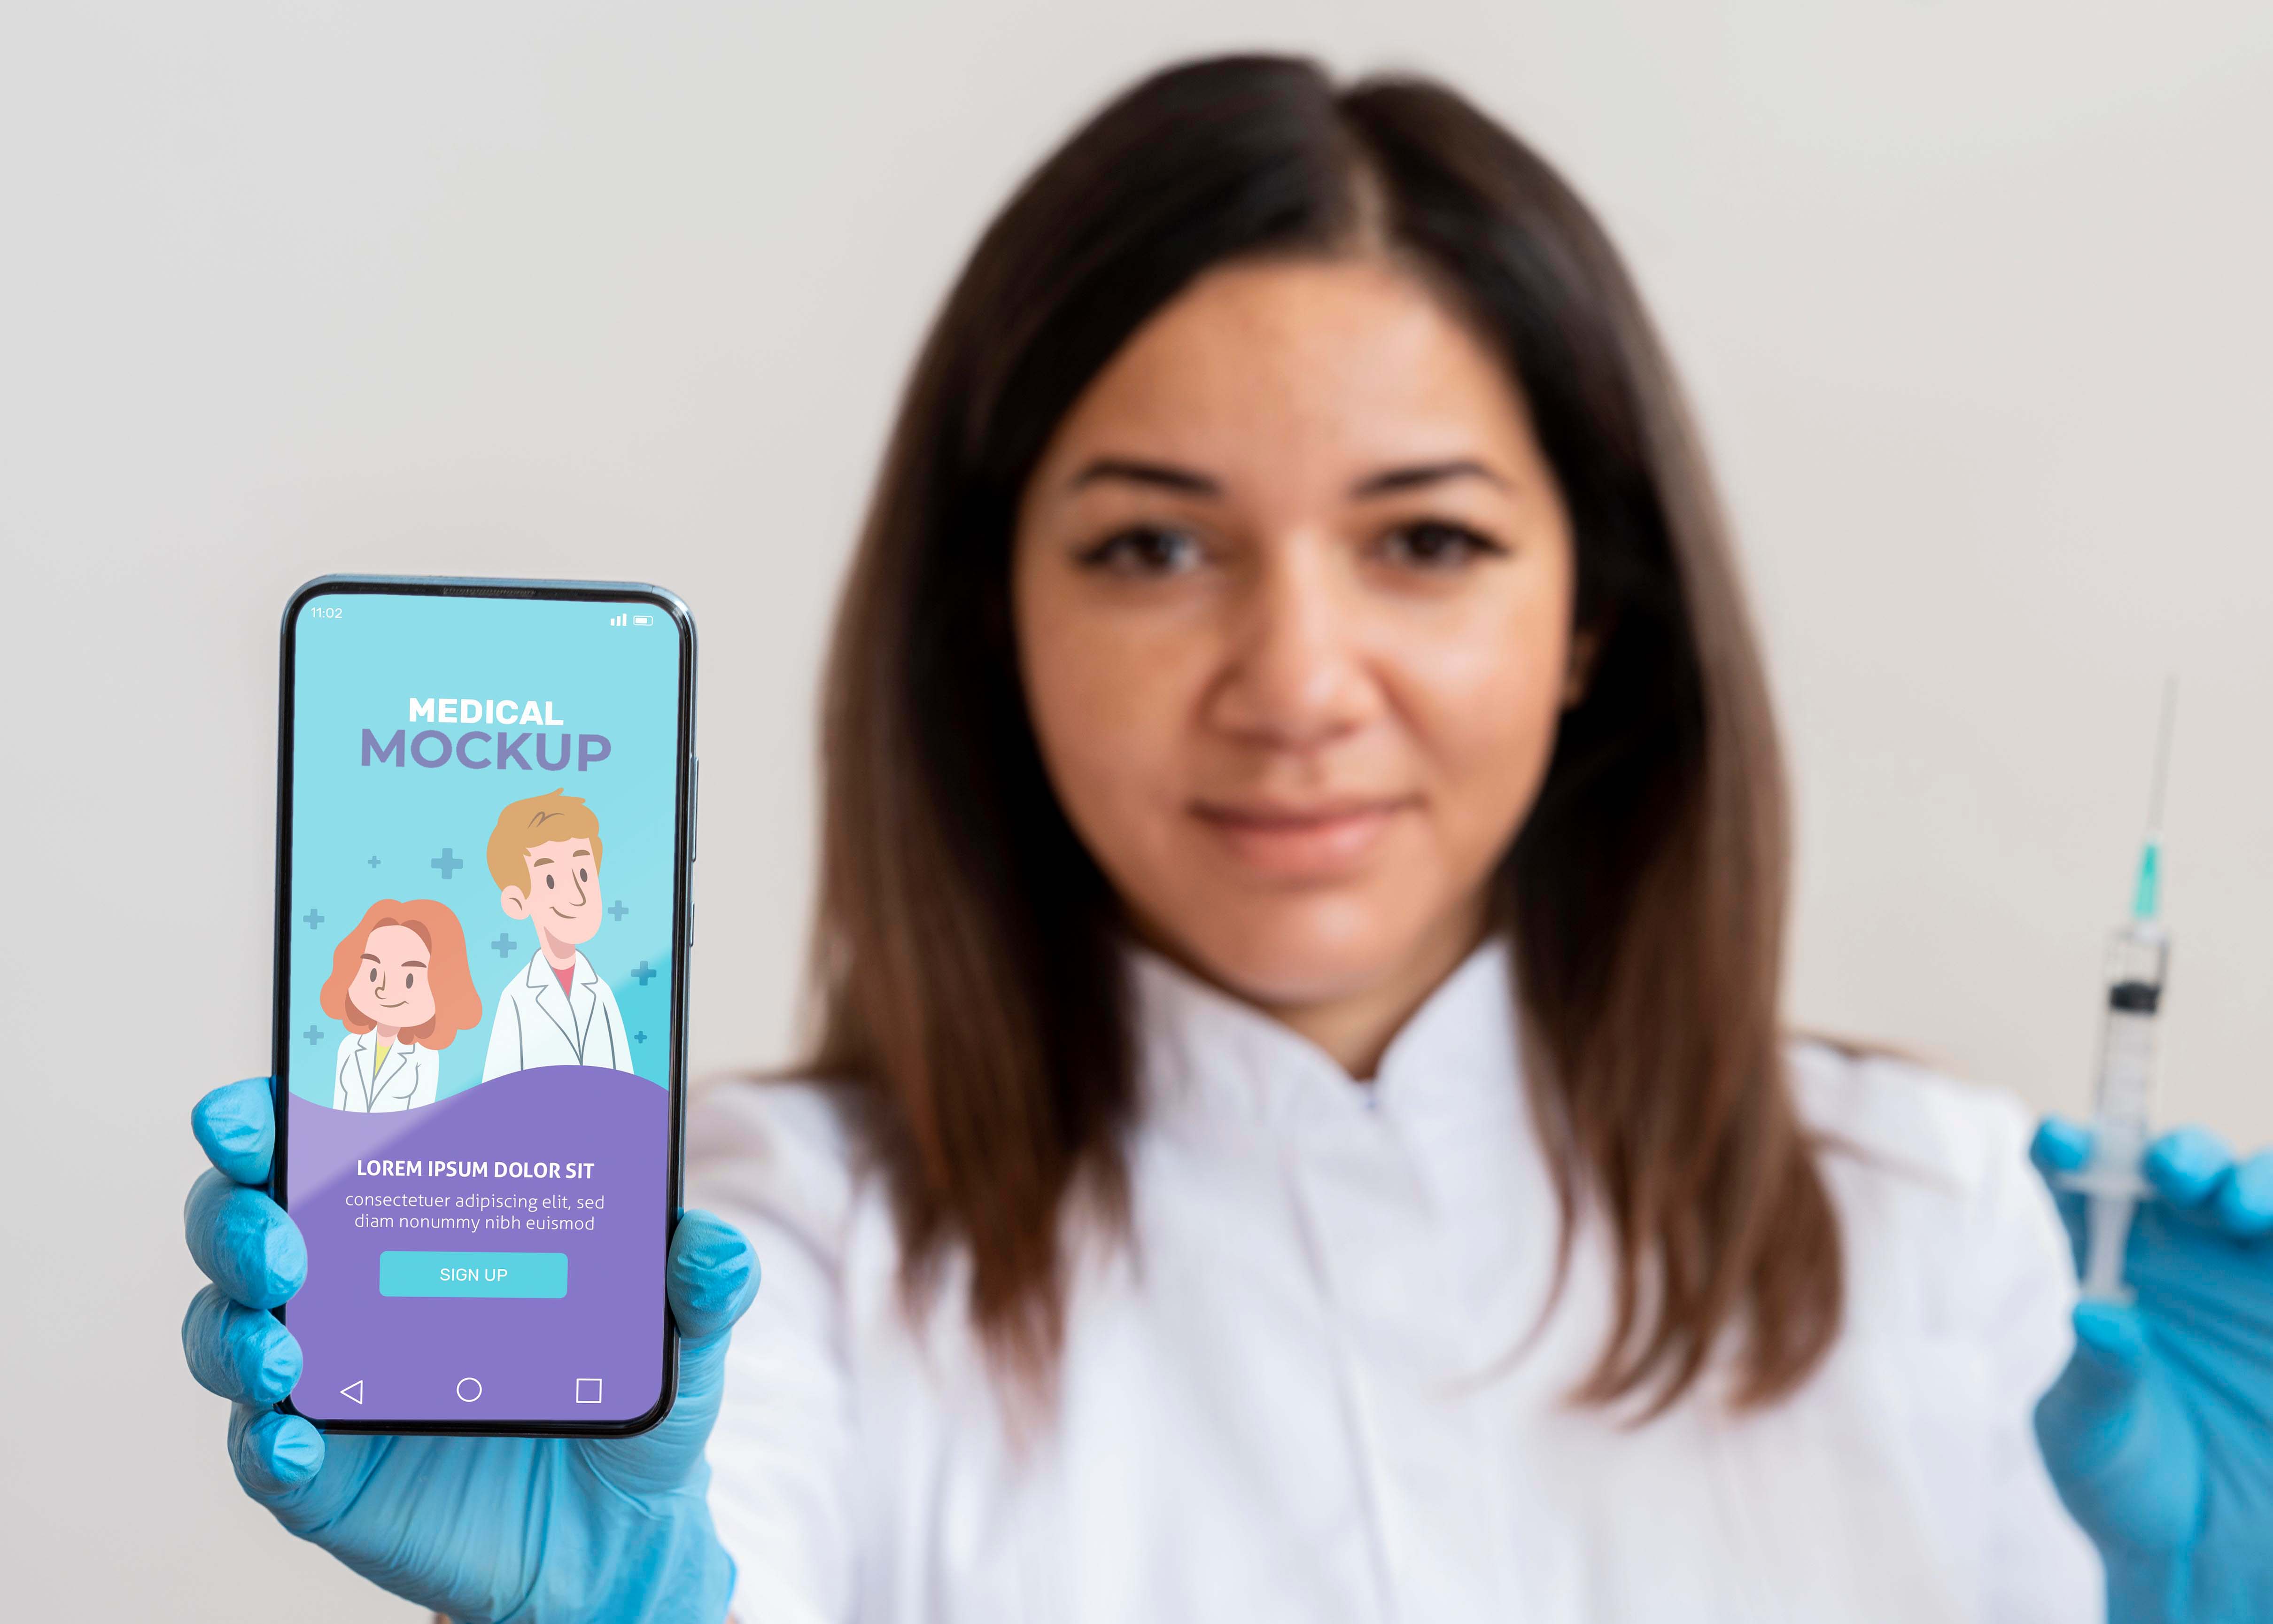 11:02
MEDICAL
MOCKUP
LOREM IPSUM DOLOR SIT
consectetuer adipiscing elit, sed
diam nonummy nibh euismod
SIGN UP